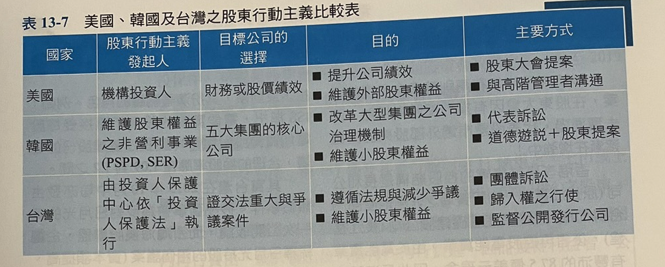 表 13-7 美國、韓國及台灣之股東行動主義比較表
國家
股東行動主義
發起人
目標公司的
選擇
目的
主要方式
美國
機構投資人
財務或股價績效
■ 提升公司績效
■ 維護外部股東權益
■ 股東大會提案
■ 與高階管理者溝通
韓國
維護股東權益
之非營利事業
(PSPD, SER)
五大集團的核心
公司
■ 改革大型集團之公司
治理機制
■ 維護小股東權益
■ 代表訴訟
■ 道德遊說＋股東提案
台灣
由投資人保護
中心依「投資
人保護法」執
行
證交法重大與爭
議案件
■ 遵循法規與減少爭議
■ 維護小股東權益
■ 團體訴訟
■ 歸入權之行使
■ 監督公開發行公司